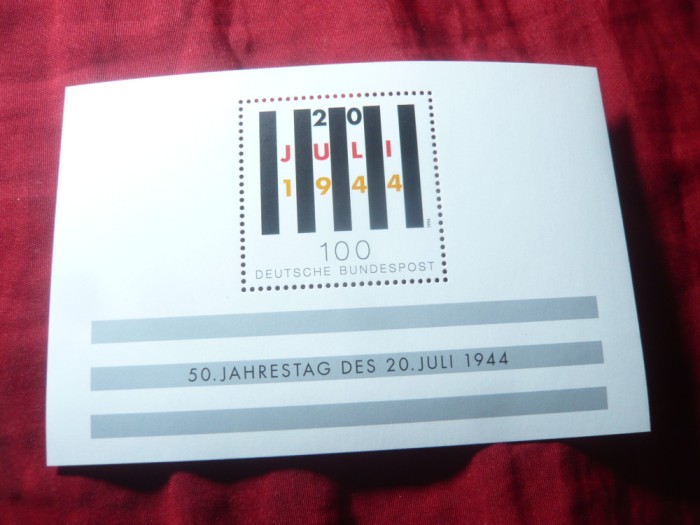 20
JULI
1944
100
DEUTSCHE BUNDESPOST
50. JAHRESTAG DES 20. JULI 1944